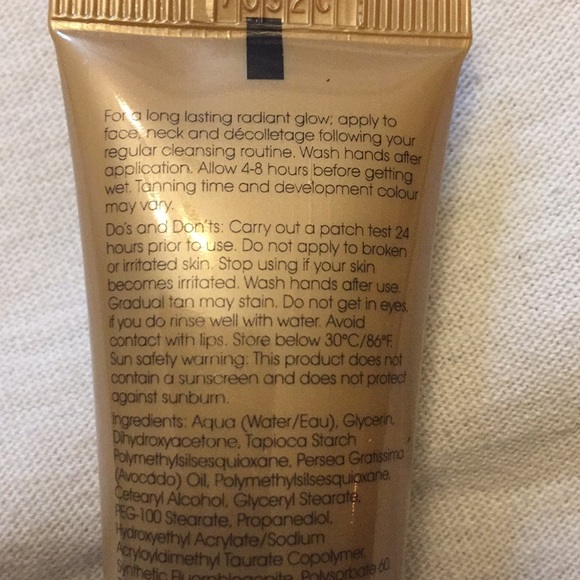 For a long lasting radiant glow; apply to
face, neck and décolletage following your
regular cleansing routine. Wash hands after
application. Allow 4-8 hours before getting
wet. Tanning time and development colour
may vary.
Do's and Don'ts: Carry out a patch test 24
hours prior to use. Do not apply to broken
or irritated skin. Stop using if your skin
becomes irritated. Wash hands after use.
Gradual tan may stain. Do not get in eyes,
if you do rinse well with water. Avoid
contact with lips. Store below 30°C/86°F.
Sun safety warning: This product does not
contain a sunscreen and does not protect
against sunburn.
Ingredients: Aqua (Water/Eau), Glycerin,
Dihydroxyacetone, Tapioca Starch
Polymethylsilsesquioxane, Persea Gratissima
(Avocado) Oil, Polymethylsilsesquioxane,
Cetearyl Alcohol, Glyceryl Stearate,
PEG-100 Stearate, Propanediol,
Hydroxyethyl Acrylate/Sodium
Acryloyldimethyl Taurate Copolymer,
Synthetic Fluorphlogopite, Polysorbate 60,